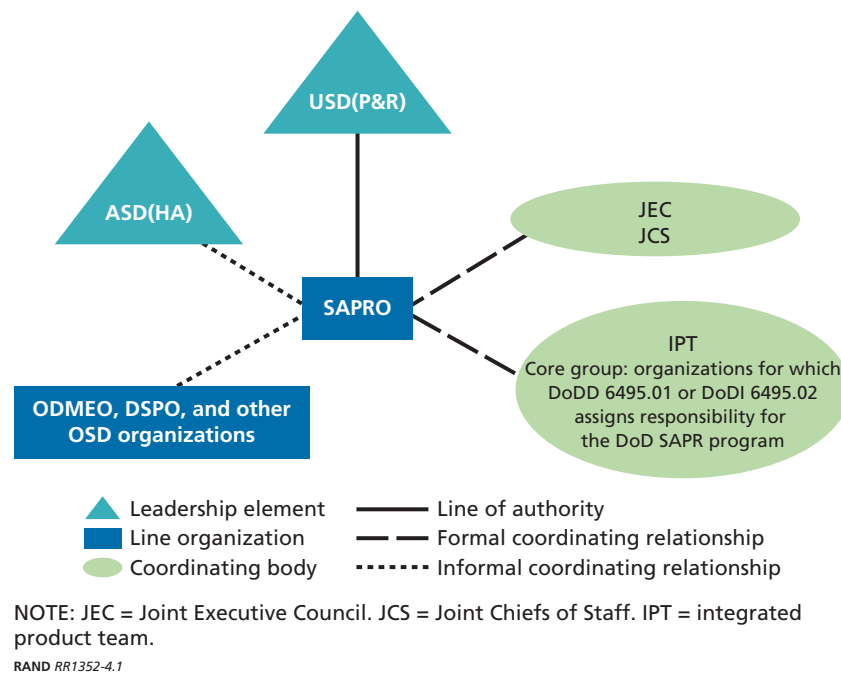 USD(P&R)
ASD(HA)
JEC
JCS
SAPRO
IPT
Core group: organizations for which
DoDD 6495.01 or DoDI 6495.02
assigns responsibility for
the DoD SAPR program
ODMEO, DSPO, and other
OSD organizations
Leadership element
Line of authority
Line organization
Formal coordinating relationship
Coordinating body
Informal coordinating relationship
NOTE: JEC = Joint Executive Council. JCS = Joint Chiefs of Staff. IPT = integrated
product team.
RAND RR1352-4.1